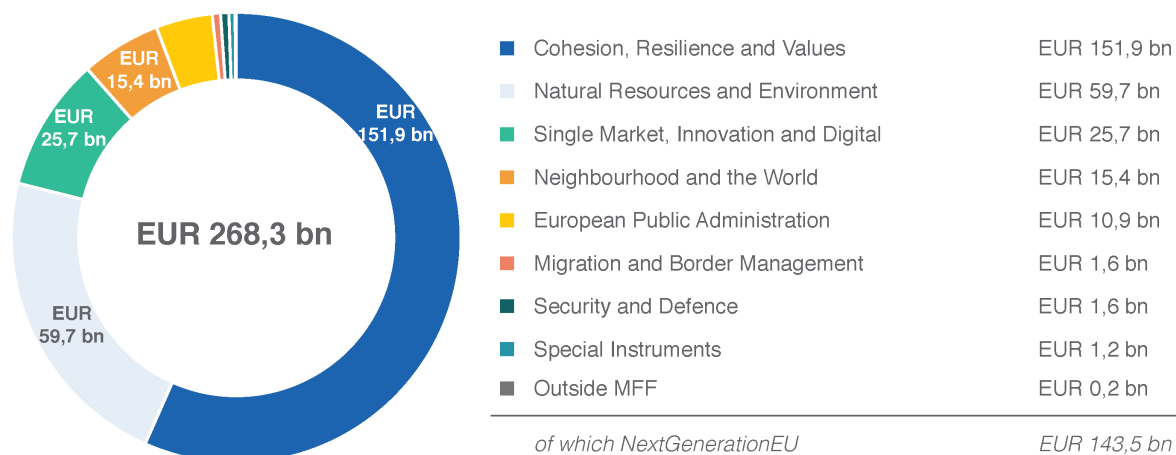 EUR
15,4 bn
EUR
25,7 bn
EUR
151,9 bn
EUR 268,3 bn
EUR
59,7 bn
Cohesion, Resilience and Values EUR 151,9 bn
Natural Resources and Environment EUR 59,7 bn
Single Market, Innovation and Digital EUR 25,7 bn
Neighbourhood and the World EUR 15,4 bn
European Public Administration EUR 10,9 bn
Migration and Border Management EUR 1,6 bn
Security and Defence EUR 1,6 bn
Special Instruments EUR 1,2 bn
Outside MFF EUR 0,2 bn
of which NextGenerationEU EUR 143,5 bn